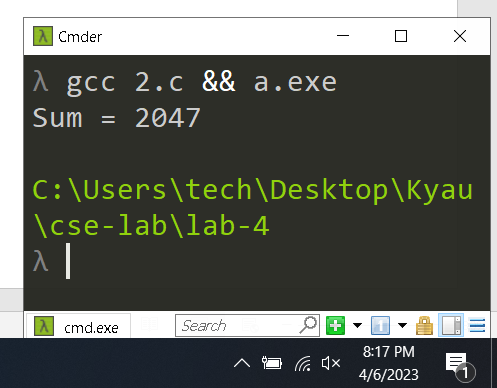 Cmder
λ gcc 2.c && a.exe
Sum = 2047
C:\Users\tech\Desktop\Kyau
\cse-lab\lab-4
λ
cmd.exe
Search
8:17 PM
4/6/2023
1